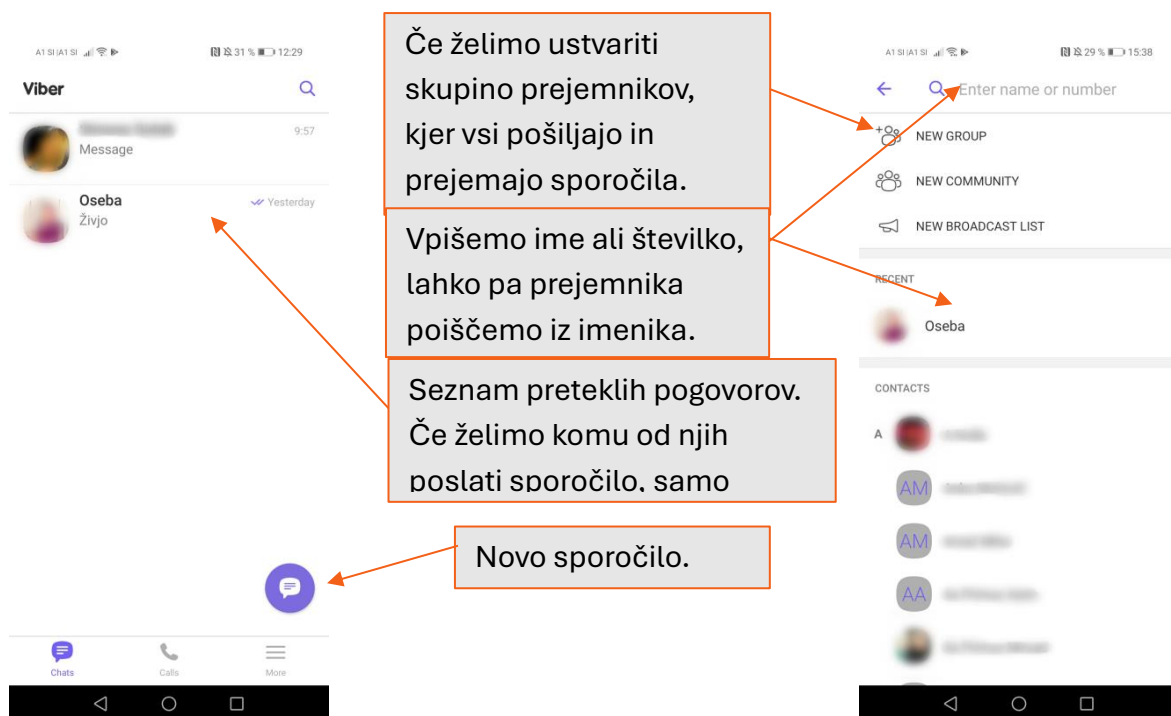 A1 SI |A1 SI 31 % 12:29
Viber
9:57
Message
Oseba
Yesterday
Živjo
Chats
Calls
More
Če želimo ustvariti
skupino prejemnikov,
kjer vsi pošiljajo in
prejemajo sporočila.
Vpišemo ime ali številko,
lahko pa prejemnika
poiščemo iz imenika.
Seznam preteklih pogovorov.
Če želimo komu od njih
poslati sporočilo, samo
Novo sporočilo.
A1 SI |A1 SI 29 % 15:38
Enter name or number
NEW GROUP
NEW COMMUNITY
NEW BROADCAST LIST
RECENT
Oseba
CONTACTS
A
AM
AM
AA